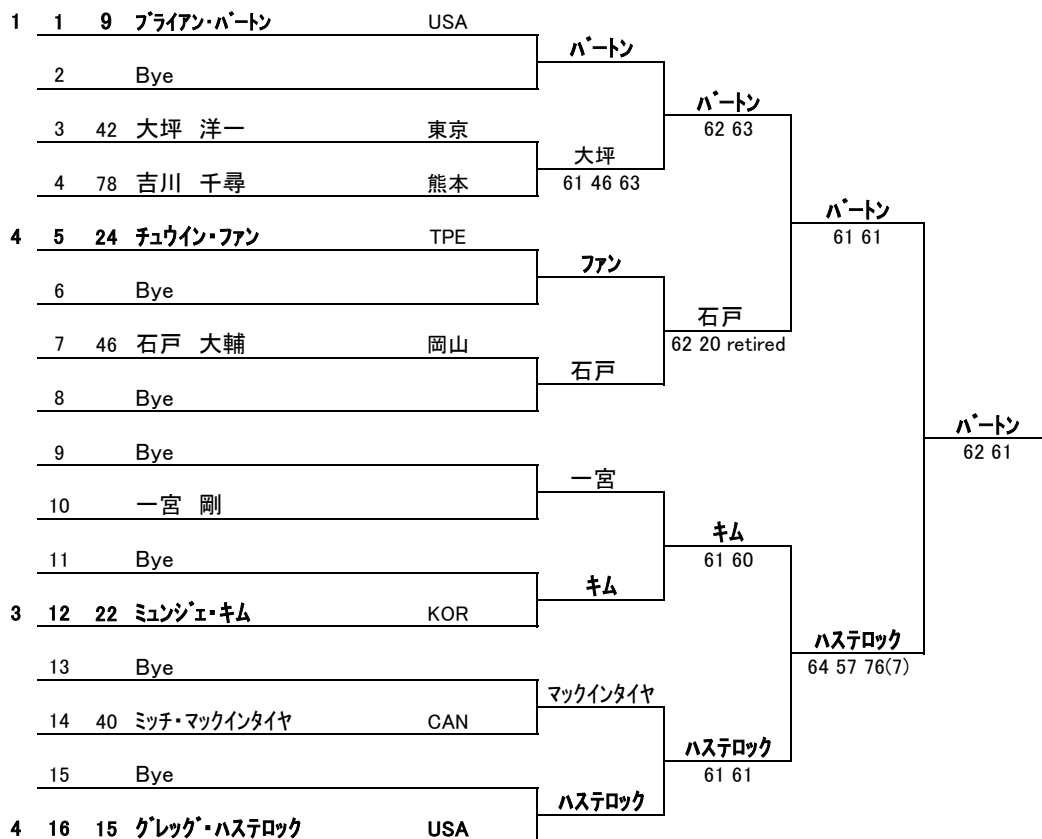 1 1 9 ブライアン・バートン USA
バートン
2 Bye
バートン
62 63
3 42 大坪 洋一 東京
大坪
61 46 63
4 78 吉川 千尋 熊本
バートン
61 61
4 5 24 チュウイン・ファン TPE
ファン
6 Bye
石戸
62 20 retired
7 46 石戸 大輔 岡山
石戸
8 Bye
バートン
62 61
9 Bye
一宮
10 一宮 剛
キム
61 60
11 Bye
キム
3 12 22 ミュンジェ・キム KOR
ハステロック
64 57 76(7)
13 Bye
マックインタイヤ
14 40 ミッチ・マックインタイヤ CAN
ハステロック
61 61
15 Bye
ハステロック
4 16 15 グレッグ・ハステロック USA